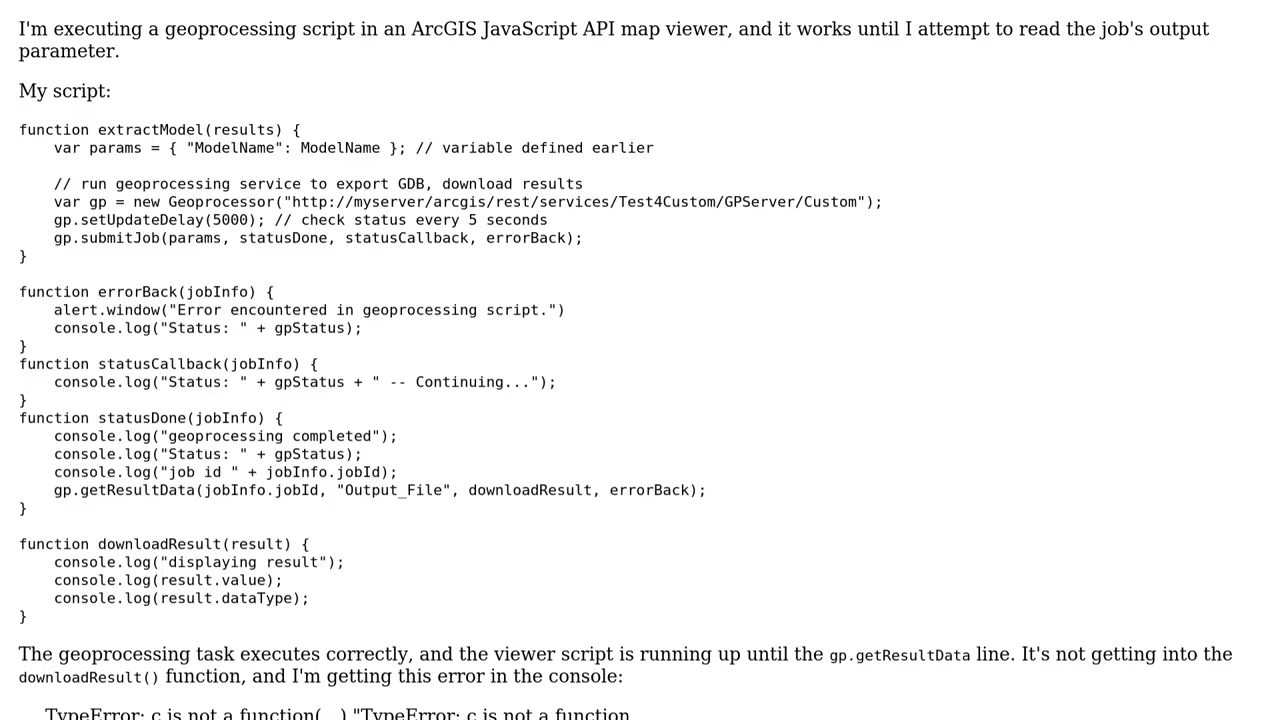 I'm executing a geoprocessing script in an ArcGIS JavaScript API map viewer, and it works until I attempt to read the job's output
parameter.
My script:
function extractModel(results) {
    var params = { "ModelName": ModelName }; // variable defined earlier
    // run geoprocessing service to export GDB, download results
    var gp = new Geoprocessor("http://myserver/arcgis/rest/services/Test4Custom/GPServer/Custom");
    gp.setUpdateDelay(5000); // check status every 5 seconds
    gp.submitJob(params, statusDone, statusCallback, errorBack);
}
function errorBack(jobInfo) {
    alert.window("Error encountered in geoprocessing script.")
    console.log("Status: " + gpStatus);
}
function statusCallback(jobInfo) {
    console.log("Status: " + gpStatus + " -- Continuing...");
}
function statusDone(jobInfo) {
    console.log("geoprocessing completed");
    console.log("Status: " + gpStatus);
    console.log("job id " + jobInfo.jobId);
    gp.getResultData(jobInfo.jobId, "Output_File", downloadResult, errorBack);
}
function downloadResult(result) {
    console.log("displaying result");
    console.log(result.value);
    console.log(result.dataType);
}
The geoprocessing task executes correctly, and the viewer script is running up until the gp.getResultData line. It's not getting into the
downloadResult() function, and I'm getting this error in the console:
TypeError: c is not a function(...) "TypeError: c is not a function